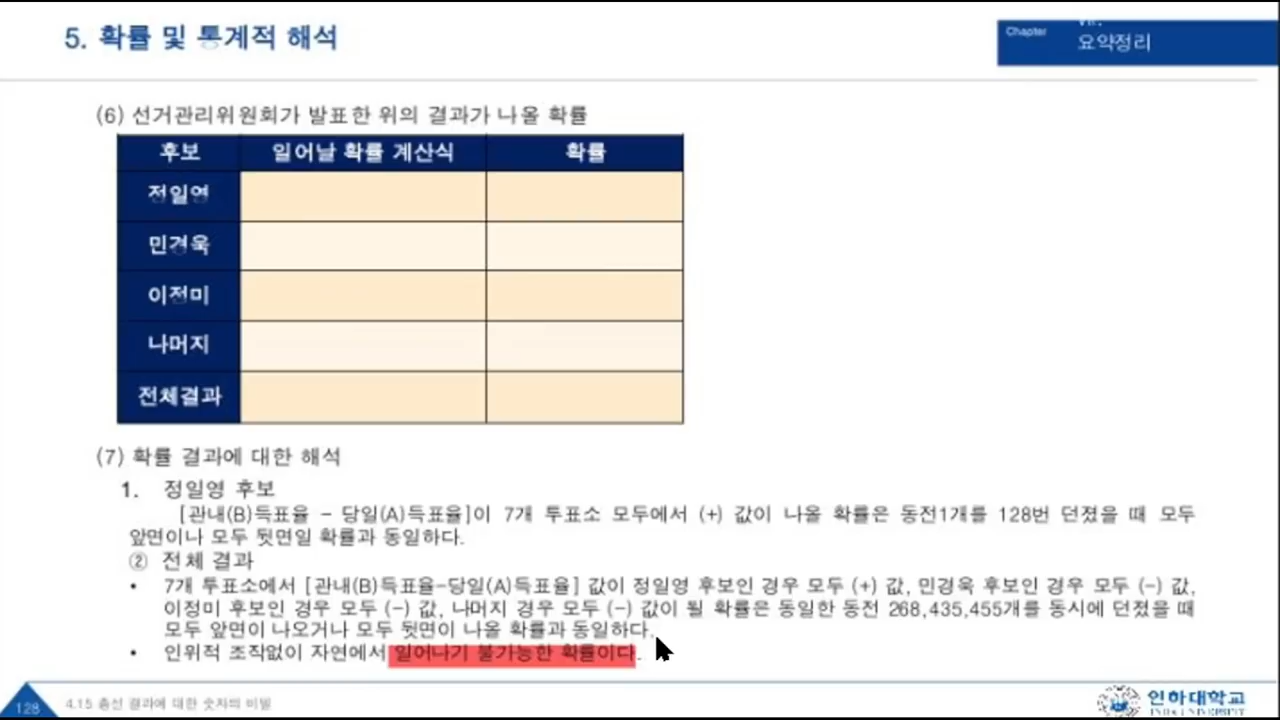 5. 확률 및 통계적 해석
Chapter
요약정리
(6) 선거관리위원회가 발표한 위의 결과가 나올 확률
후보 일어날 확률 계산식 확률
정일영
민경욱
이정미
나머지
전체결과
(7) 확률 결과에 대한 해석
1. 정일영 후보
[관내(B)득표율 - 당일(A)득표율]이 7개 투표소 모두에서 (+) 값이 나올 확률은 동전1개를 128번 던졌을 때 모두
앞면이나 모두 뒷면일 확률과 동일하다.
② 전체 결과
• 7개 투표소에서 [관내(B)득표율-당일(A)득표율] 값이 정일영 후보인 경우 모두 (+) 값, 민경욱 후보인 경우 모두 (-) 값,
이정미 후보인 경우 모두 (-) 값, 나머지 경우 모두 (-) 값이 될 확률은 동일한 동전 268,435,455개를 동시에 던졌을 때
모두 앞면이 나오거나 모두 뒷면이 나올 확률과 동일하다.
• 인위적 조작없이 자연에서 일어나기 불가능한 확률이다.
128
4.15 총선 결과에 대한 숫자의 비밀
인하대학교
INHA UNIVERSITY